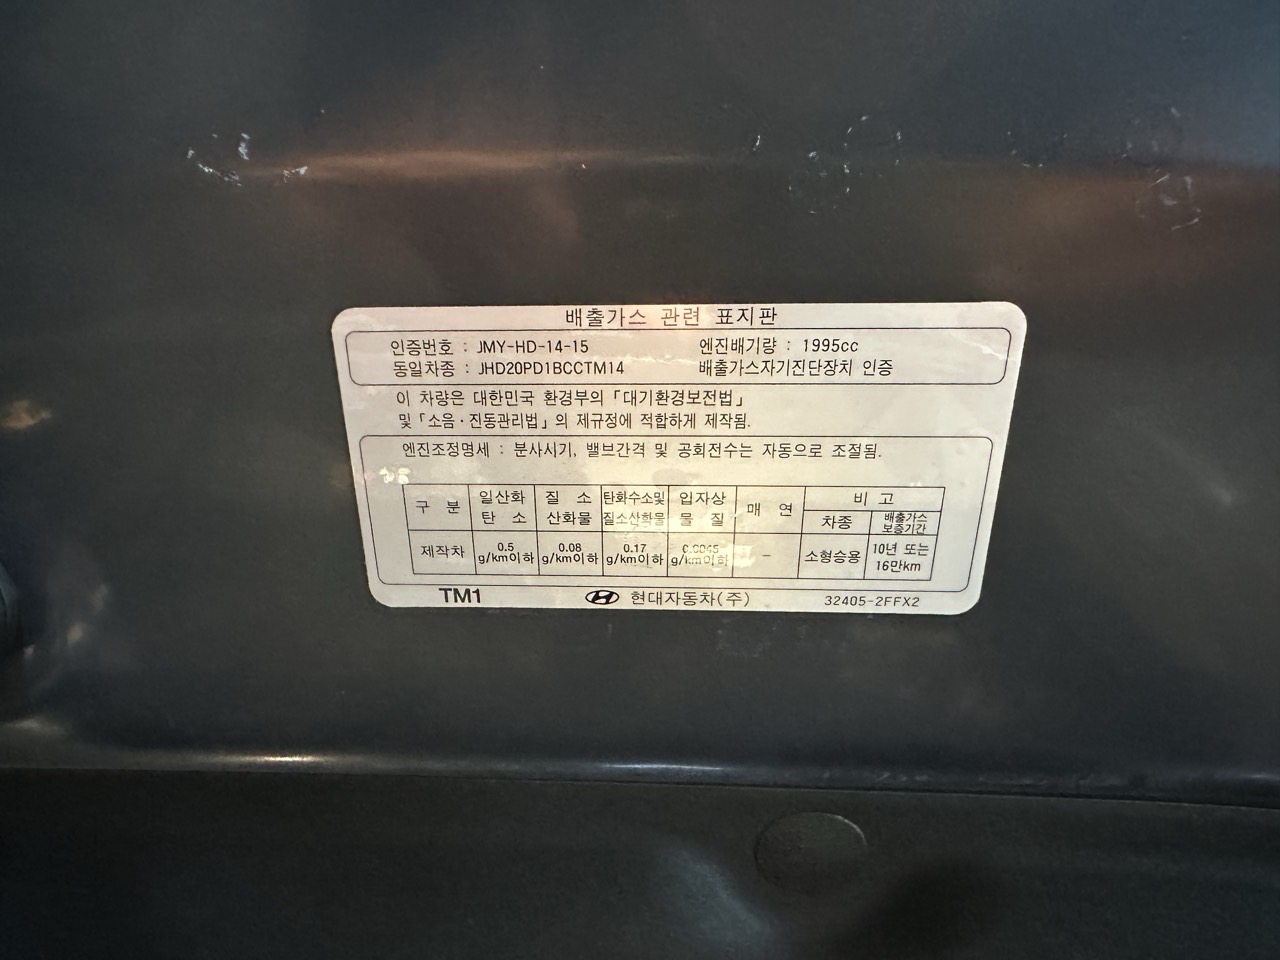 배출가스 관련 표지판
인증번호 : JMY-HD-14-15 엔진배기량 : 1995cc
동일차종 : JHD20PD1BCCTM14 배출가스자기진단장치 인증
이 차량은 대한민국 환경부의 「대기환경보전법」
및 「소음·진동관리법」의 제규정에 적합하게 제작됨.
엔진조정명세 : 분사시기, 밸브간격 및 공회전수는 자동으로 조절됨.
구 분 일산화 탄 소 질 소 산화물 탄화수소및 질소산화물 입자상 물 질 매 연 비 고
차종 배출가스 보증기간
제작차 0.5 g/km이하 0.08 g/km이하 0.17 g/km이하 0.0045 g/km이하 － 소형승용 10년 또는 16만km
TM1 현대자동차(주) 32405-2FFX2